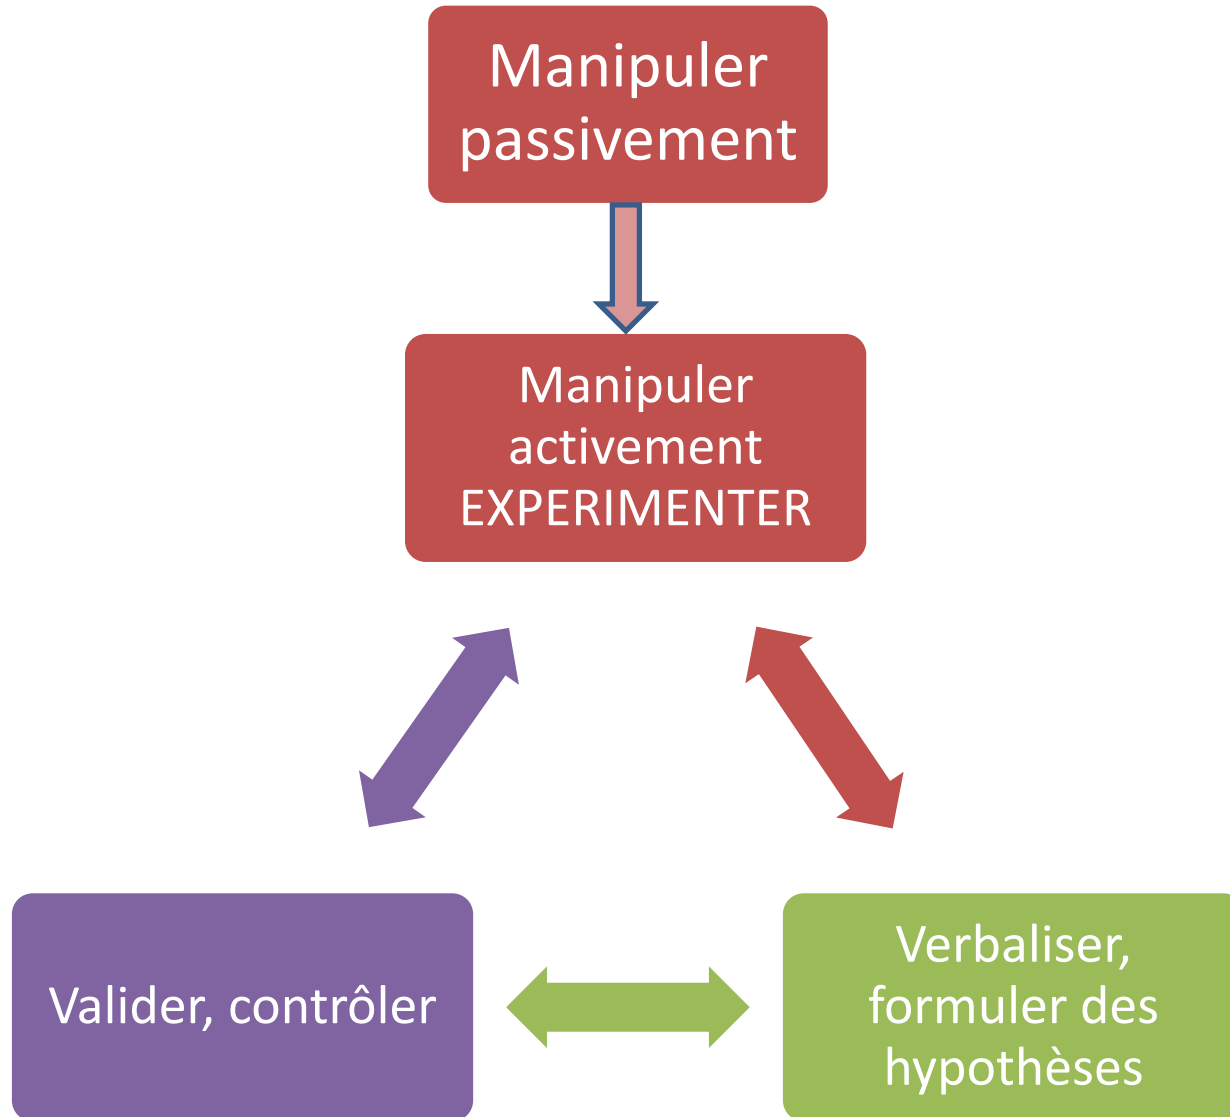 Manipuler
passivement
Manipuler
activement
EXPERIMENTER
Valider, contrôler
Verbaliser,
formuler des
hypothèses